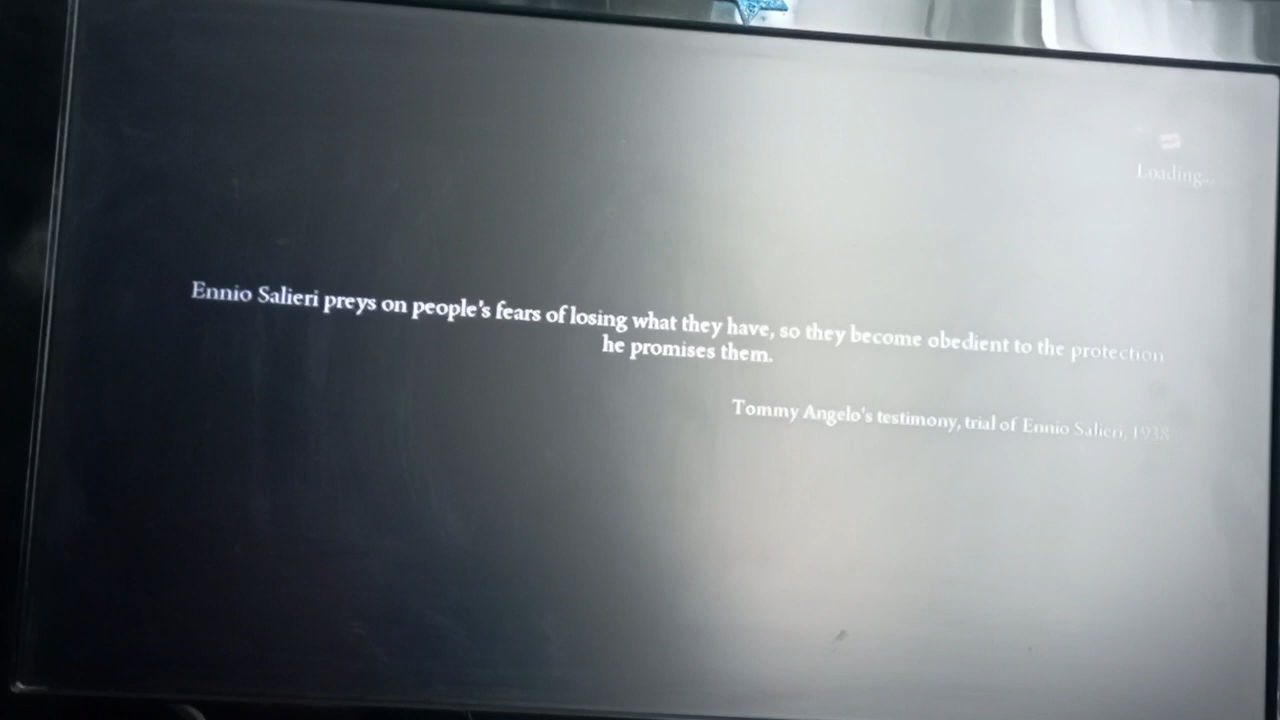 Loading...
Ennio Salieri preys on people's fears of losing what they have, so they become obedient to the protection
he promises them.
Tommy Angelo's testimony, trial of Ennio Salieri, 1938